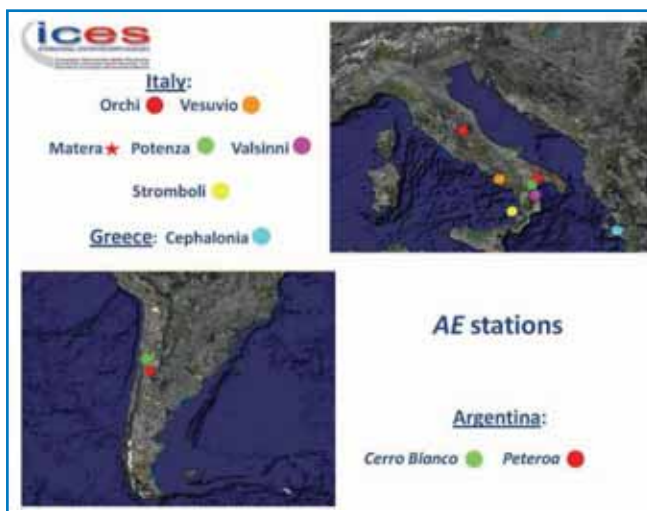 ices
Italy:
Orchi Vesuvio
Matera Potenza Valsinni
Stromboli
Greece: Cephalonia
AE stations
Argentina:
Cerro Blanco Peteroa